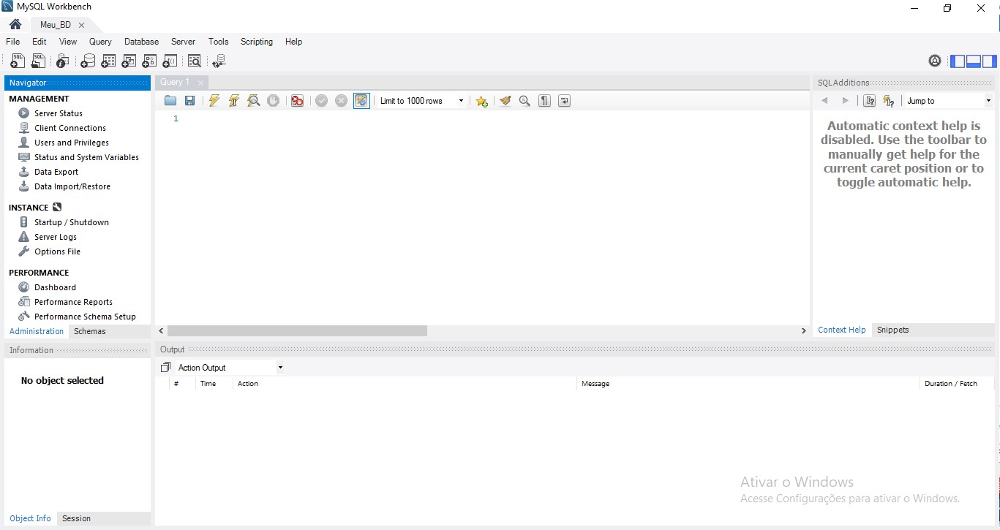 MySQL Workbench
Meu_BD
File Edit View Query Database Server Tools Scripting Help
SQL SQL
Navigator
MANAGEMENT
Server Status
Client Connections
Users and Privileges
Status and System Variables
Data Export
Data Import/Restore
INSTANCE
Startup / Shutdown
Server Logs
Options File
PERFORMANCE
Dashboard
Performance Reports
Performance Schema Setup
Administration Schemas
Information
No object selected
Object Info Session
Query 1
Limit to 1000 rows
1
SQLAdditions
Jump to
Automatic context help is
disabled. Use the toolbar to
manually get help for the
current caret position or to
toggle automatic help.
Context Help Snippets
Output
Action Output
# Time Action Message Duration / Fetch
Ativar o Windows
Acesse Configurações para ativar o Windows.